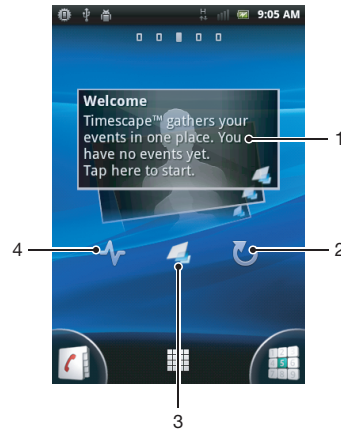 9:05 AM
Welcome
Timescape™ gathers your
events in one place. You
have no events yet.
Tap here to start.
1
4
2
3